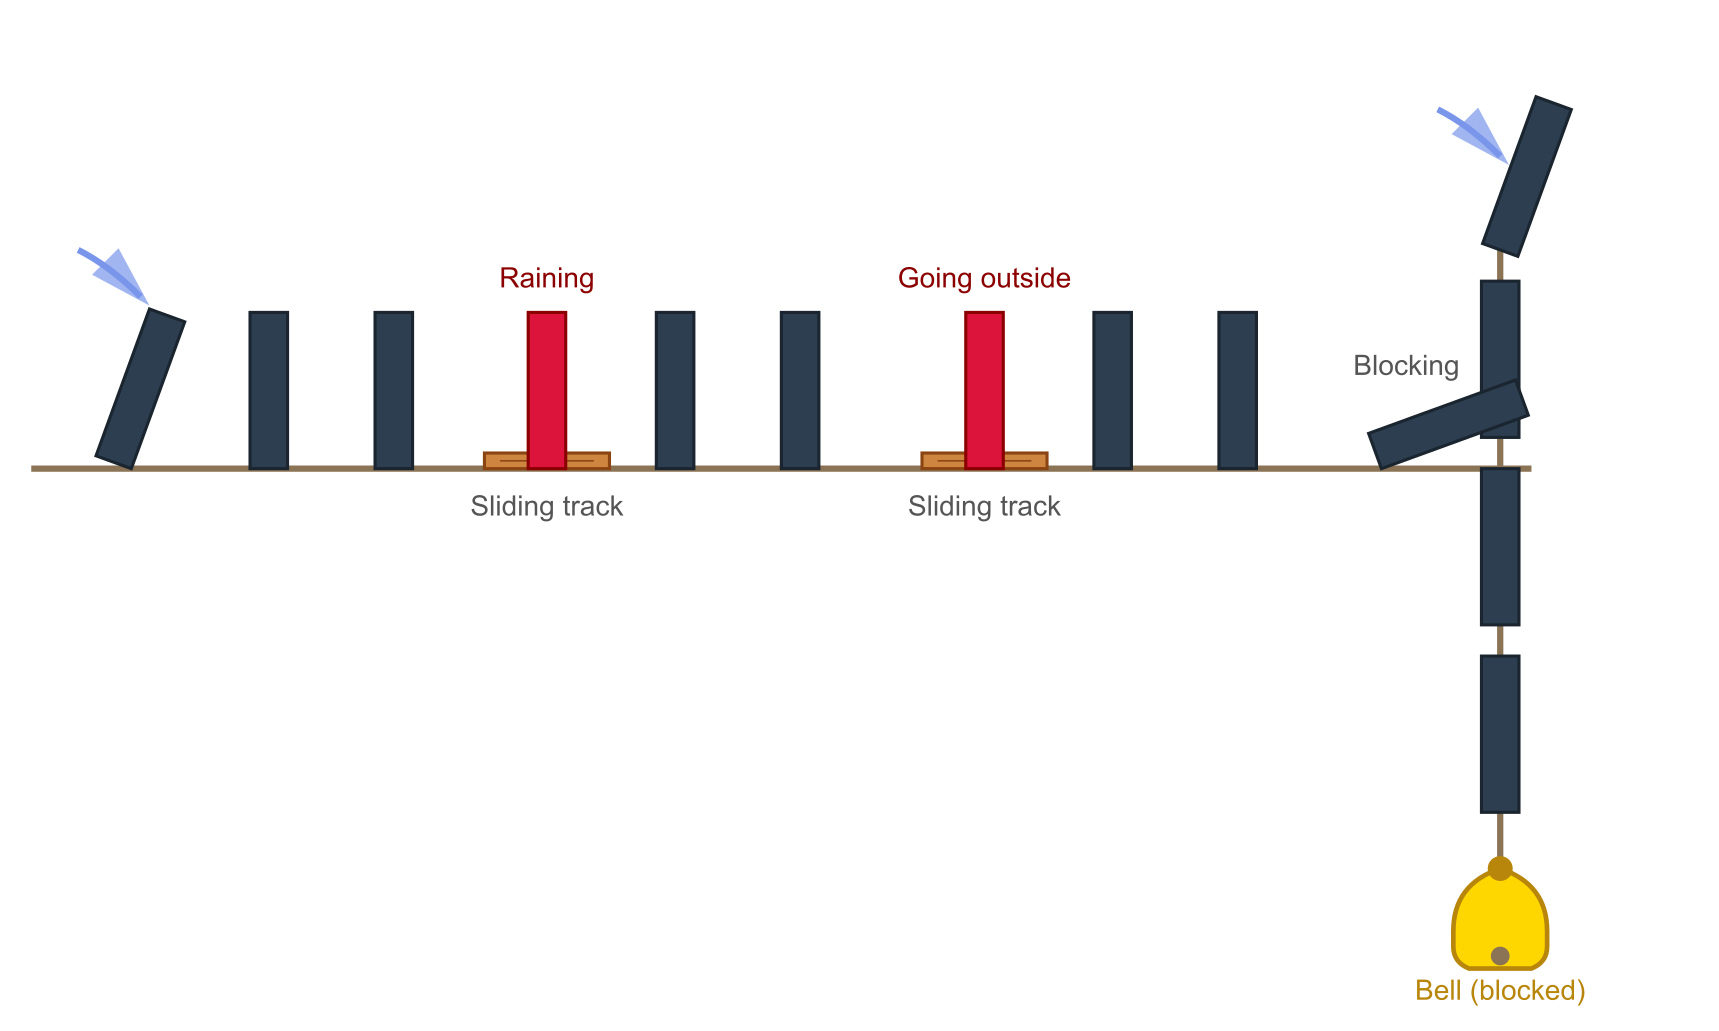 Raining
Going outside
Blocking
Sliding track
Sliding track
Bell (blocked)